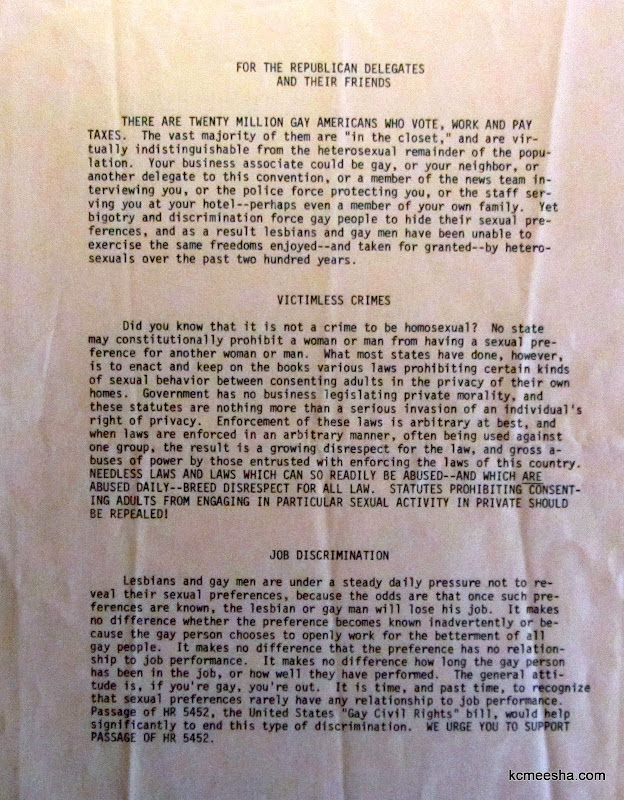 FOR THE REPUBLICAN DELEGATES
AND THEIR FRIENDS
THERE ARE TWENTY MILLION GAY AMERICANS WHO VOTE, WORK AND PAY
TAXES. The vast majority of them are "in the closet," and are vir-
tually indistinguishable from the heterosexual remainder of the popu-
lation. Your business associate could be gay, or your neighbor, or
another delegate to this convention, or a member of the news team in-
terviewing you, or the police force protecting you, or the staff ser-
ving you at your hotel--perhaps even a member of your own family. Yet
bigotry and discrimination force gay people to hide their sexual pre-
ferences, and as a result lesbians and gay men have been unable to
exercise the same freedoms enjoyed--and taken for granted--by hetero-
sexuals over the past two hundred years.
VICTIMLESS CRIMES
Did you know that it is not a crime to be homosexual? No state
may constitutionally prohibit a woman or man from having a sexual pre-
ference for another woman or man. What most states have done, however,
is to enact and keep on the books various laws prohibiting certain kinds
of sexual behavior between consenting adults in the privacy of their own
homes. Government has no business legislating private morality, and
these statutes are nothing more than a serious invasion of an individual's
right of privacy. Enforcement of these laws is arbitrary at best, and
when laws are enforced in an arbitrary manner, often being used against
one group, the result is a growing disrespect for the law, and gross a-
buses of power by those entrusted with enforcing the laws of this country.
NEEDLESS LAWS AND LAWS WHICH CAN SO READILY BE ABUSED--AND WHICH ARE
ABUSED DAILY--BREED DISRESPECT FOR ALL LAW. STATUTES PROHIBITING CONSENT-
ING ADULTS FROM ENGAGING IN PARTICULAR SEXUAL ACTIVITY IN PRIVATE SHOULD
BE REPEALED!
JOB DISCRIMINATION
Lesbians and gay men are under a steady daily pressure not to re-
veal their sexual preferences, because the odds are that once such pre-
ferences are known, the lesbian or gay man will lose his job. It makes
no difference whether the preference becomes known inadvertently or be-
cause the gay person chooses to openly work for the betterment of all
gay people. It makes no difference that the preference has no relation-
ship to job performance. It makes no difference how long the gay person
has been in the job, or how well they have performed. The general atti-
tude is, if you're gay, you're out. It is time, and past time, to recognize
that sexual preferences rarely have any relationship to job performance.
Passage of HR 5452, the United States "Gay Civil Rights" bill, would help
significantly to end this type of discrimination. WE URGE YOU TO SUPPORT
PASSAGE OF HR 5452.
kcmeesha.com